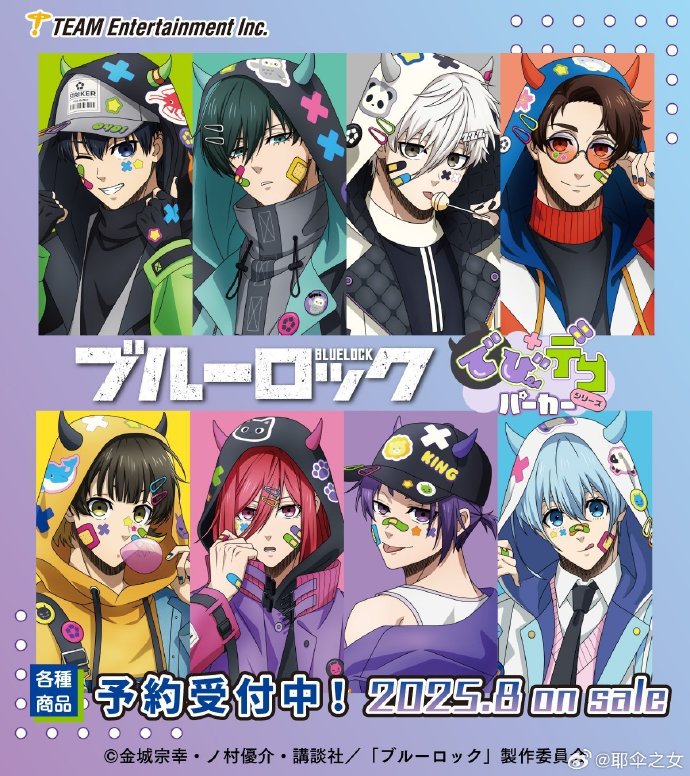 TEAM Entertainment Inc.
STRIKER
ブルーロック
BLUELOCK
でび×デコ
パーカー
シリーズ
KING
各種
商品
予約受付中! 2025.8 on sale
©金城宗幸・ノ村優介・講談社/「ブルーロック」製作委員会
@耶伞之女